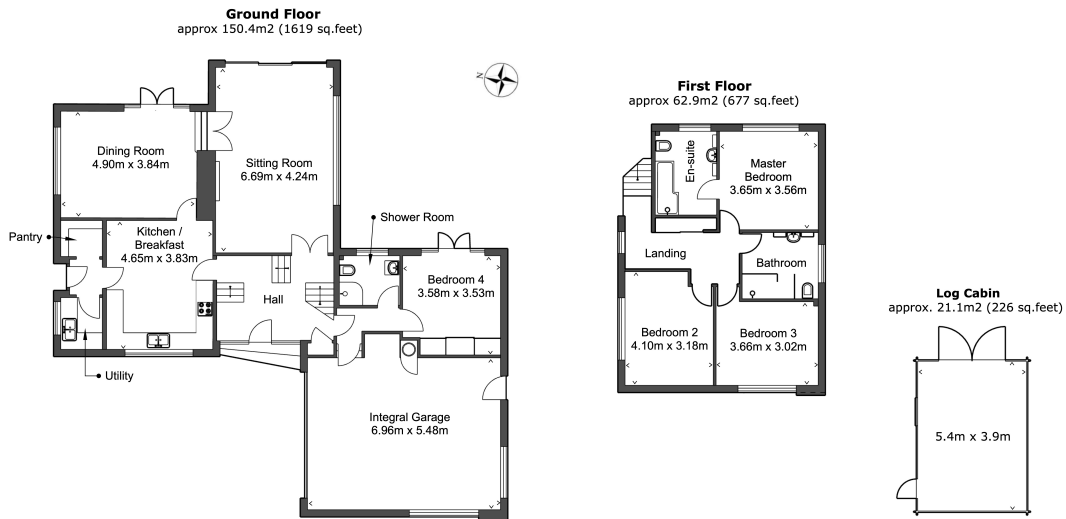 Ground Floor
approx 150.4m2 (1619 sq.feet)
N
Dining Room
4.90m x 3.84m
Sitting Room
6.69m x 4.24m
Pantry
Kitchen /
Breakfast
4.65m x 3.83m
Shower Room
Hall
Bedroom 4
3.58m x 3.53m
Utility
Integral Garage
6.96m x 5.48m
First Floor
approx 62.9m2 (677 sq.feet)
En-suite
Master
Bedroom
3.65m x 3.56m
Landing
Bathroom
Bedroom 2
4.10m x 3.18m
Bedroom 3
3.66m x 3.02m
Log Cabin
approx. 21.1m2 (226 sq.feet)
5.4m x 3.9m